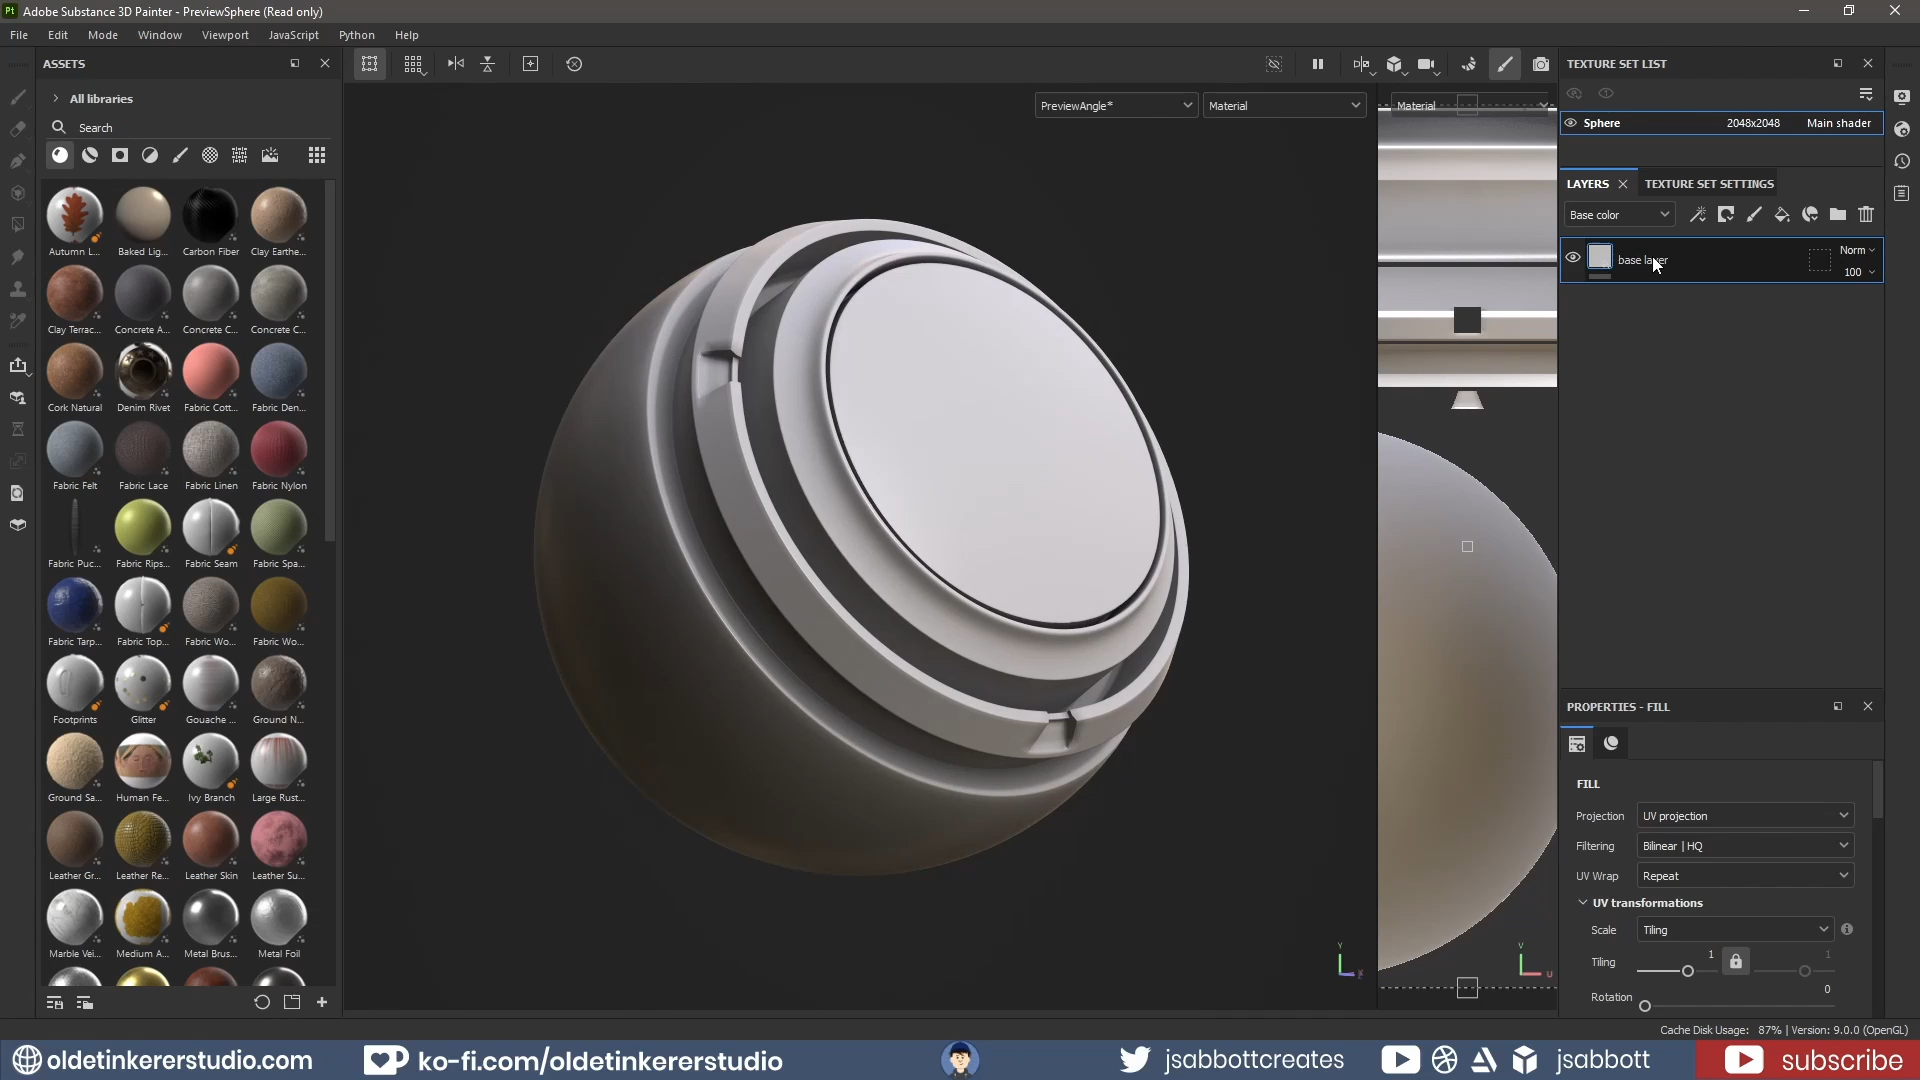 Pt Adobe Substance 3D Painter - PreviewSphere (Read only)
File Edit Mode Window Viewport JavaScript Python Help
ASSETS
All libraries
Search
Autumn L... Baked Lig... Carbon Fiber Clay Earthe...
Clay Terrac... Concrete A... Concrete C... Concrete C...
Cork Natural Denim Rivet Fabric Cott... Fabric Den...
Fabric Felt Fabric Lace Fabric Linen Fabric Nylon
Fabric Puc... Fabric Rips... Fabric Seam Fabric Spa...
Fabric Tarp... Fabric Top... Fabric Wo... Fabric Wo...
Footprints Glitter Gouache ... Ground N...
Ground Sa... Human Fe... Ivy Branch Large Rust...
Leather Gr... Leather Re... Leather Skin Leather Su...
Marble Vei... Medium A... Metal Brus... Metal Foil
PreviewAngle* Material Material
Y
V
U
TEXTURE SET LIST
Sphere 2048x2048 Main shader
LAYERS TEXTURE SET SETTINGS
Base color
base layer Norm
100
PROPERTIES - FILL
FILL
Projection UV projection
Filtering Bilinear | HQ
UV Wrap Repeat
UV transformations
Scale Tiling
Tiling 1 1
Rotation 0
Cache Disk Usage: 87% | Version: 9.0.0 (OpenGL)
oldetinkererstudio.com ko-fi.com/oldetinkererstudio jsabbottcreates jsabbott subscribe